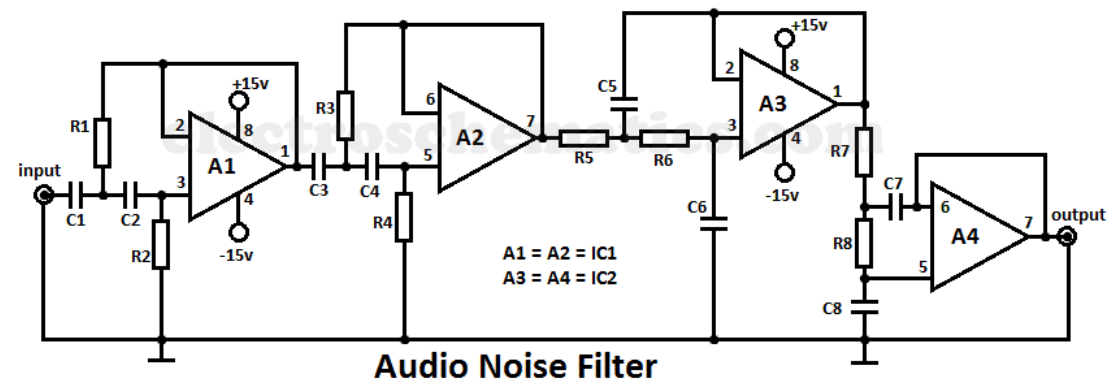 +15v
C5
2
8
A3
1
3
4
-15v
R3
6
A2
7
5
R5
R6
R7
+15v
R1
2
8
A1
1
3
4
-15v
electroschematics.com
input
C1
C2
R2
C3
C4
R4
C6
C7
6
A4
7
5
output
R8
C8
A1 = A2 = IC1
A3 = A4 = IC2
Audio Noise Filter